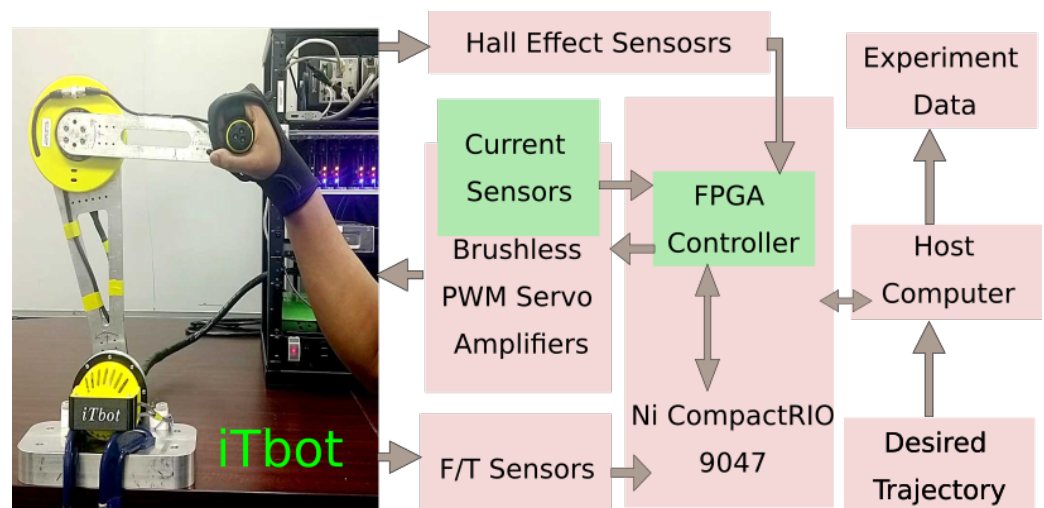 Hall Effect Sensosrs
Experiment
Data
Current
Sensors
FPGA
Controller
Brushless
PWM Servo
Amplifiers
Host
Computer
Ni CompactRIO
9047
iTbot
iTbot
F/T Sensors
Desired
Trajectory